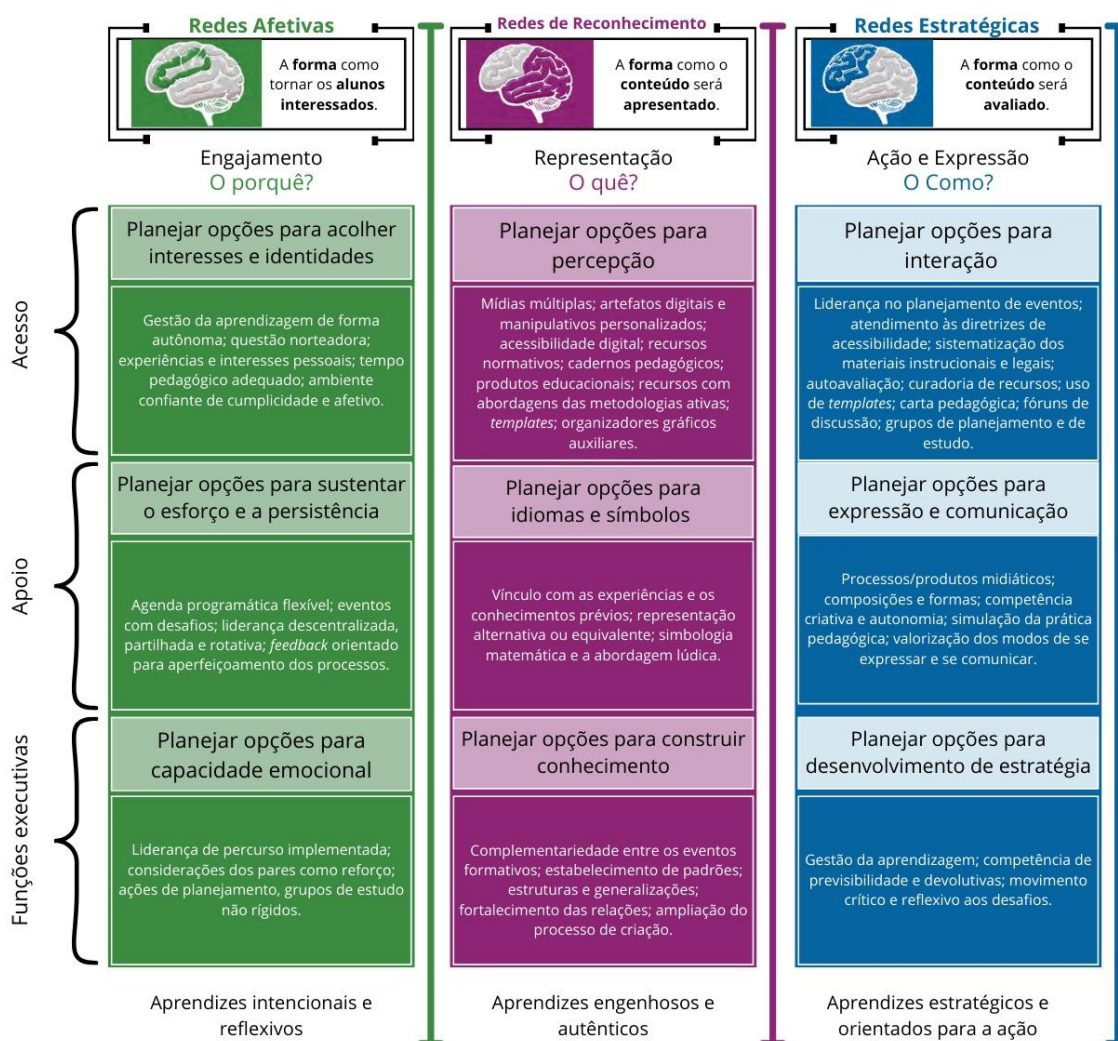 Redes Afetivas
A forma como
tornar os alunos
interessados.
Engajamento
O porquê?
Redes de Reconhecimento
A forma como o
conteúdo será
apresentado.
Representação
O quê?
Redes Estratégicas
A forma como o
conteúdo será
avaliado.
Ação e Expressão
O Como?
Acesso
Planejar opções para acolher
interesses e identidades
Gestão da aprendizagem de forma
autônoma; questão norteadora;
experiências e interesses pessoais; tempo
pedagógico adequado; ambiente
confiante de cumplicidade e afetivo.
Planejar opções para
percepção
Mídias múltiplas; artefatos digitais e
manipulativos personalizados;
acessibilidade digital; recursos
normativos; cadernos pedagógicos;
produtos educacionais; recursos com
abordagens das metodologias ativas;
templates; organizadores gráficos
auxiliares.
Planejar opções para
interação
Liderança no planejamento de eventos;
atendimento às diretrizes de
acessibilidade; sistematização dos
materiais instrucionais e legais;
autoavaliação; curadoria de recursos; uso
de templates; carta pedagógica; fóruns de
discussão; grupos de planejamento e de
estudo.
Apoio
Planejar opções para sustentar
o esforço e a persistência
Agenda programática flexível; eventos
com desafios; liderança descentralizada,
partilhada e rotativa; feedback orientado
para aperfeiçoamento dos processos.
Planejar opções para
idiomas e símbolos
Vínculo com as experiências e os
conhecimentos prévios; representação
alternativa ou equivalente; simbologia
matemática e a abordagem lúdica.
Planejar opções para
expressão e comunicação
Processos/produtos midiáticos;
composições e formas; competência
criativa e autonomia; simulação da prática
pedagógica; valorização dos modos de se
expressar e se comunicar.
Funções executivas
Planejar opções para
capacidade emocional
Liderança de percurso implementada;
considerações dos pares como reforço;
ações de planejamento, grupos de estudo
não rígidos.
Planejar opções para construir
conhecimento
Complementariedade entre os eventos
formativos; estabelecimento de padrões;
estruturas e generalizações;
fortalecimento das relações; ampliação do
processo de criação.
Planejar opções para
desenvolvimento de estratégia
Gestão da aprendizagem; competência de
previsibilidade e devolutivas; movimento
crítico e reflexivo aos desafios.
Aprendizes intencionais e
reflexivos
Aprendizes engenhosos e
autênticos
Aprendizes estratégicos e
orientados para a ação